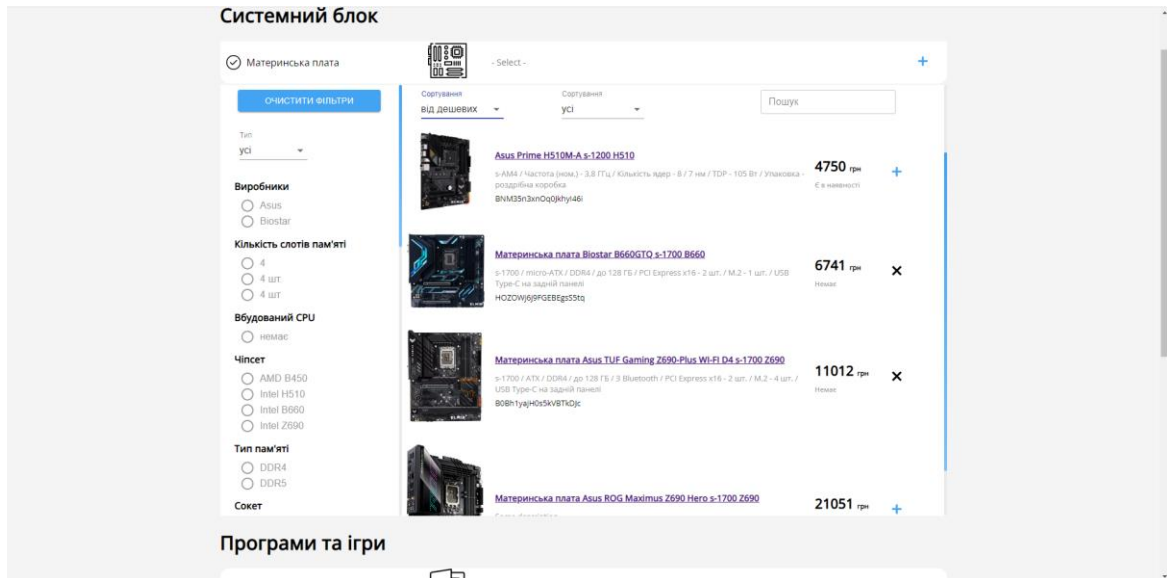 Системний блок
Материнська плата
- Select -
ОЧИСТИТИ ФІЛЬТРИ
Тип
усі
Виробники
Asus
Biostar
Кількість слотів пам'яті
4
4 шт.
4 шт
Вбудований CPU
немає
Чіпсет
AMD B450
Intel H510
Intel B660
Intel Z690
Тип пам'яті
DDR4
DDR5
Сокет
Сортування
від дешевих
Сортування
усі
Пошук
Asus Prime H510M-A s-1200 H510
s-AM4 / Частота (ном.) - 3,8 ГГц / Кількість ядер - 8 / 7 нм / TDP - 105 Вт / Упаковка -
роздрібна коробка
4750 грн
Є в наявності
Материнська плата Biostar B660GTQ s-1700 B660
s-1700 / micro-ATX / DDR4 / до 128 ГБ / PCI Express x16 - 2 шт. / M.2 - 1 шт. / USB
Type-C на задній панелі
HOZOWJ6J9FGEBEgsS5tq
6741 грн
Немає
Материнська плата Asus TUF Gaming Z690-Plus WI-FI D4 s-1700 Z690
s-1700 / ATX / DDR4 / до 128 ГБ / 3 Bluetooth / PCI Express x16 - 2 шт. / M.2 - 4 шт. /
USB Type-C на задній панелі
B0Bh1yajH0s5kVBTkDJc
11012 грн
Немає
Материнська плата Asus ROG Maximus Z690 Hero s-1700 Z690
21051 грн
Програми та ігри